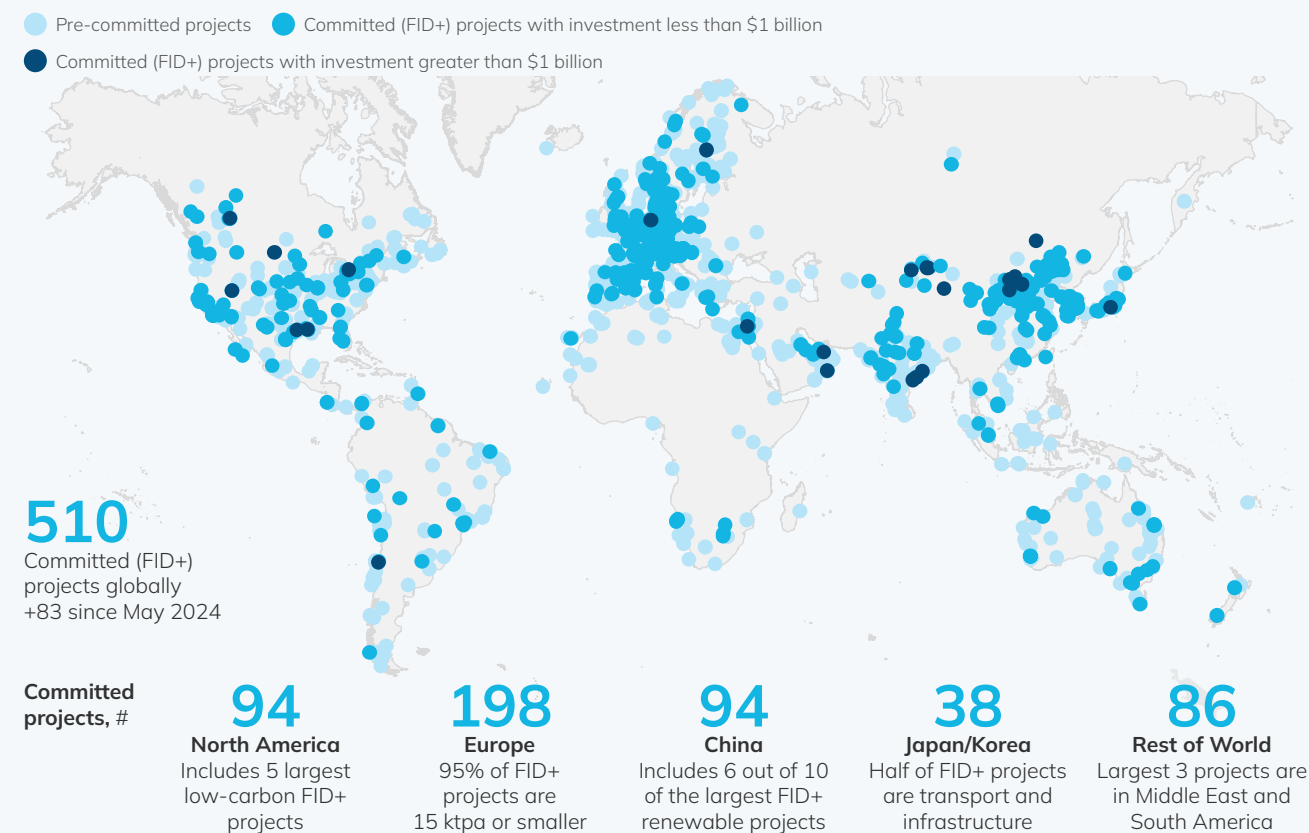 Pre-committed projects
Committed (FID+) projects with investment less than $1 billion
Committed (FID+) projects with investment greater than $1 billion
510
Committed (FID+)
projects globally
+83 since May 2024
Committed
projects, #
94
North America
Includes 5 largest
low-carbon FID+
projects
198
Europe
95% of FID+
projects are
15 ktpa or smaller
94
China
Includes 6 out of 10
of the largest FID+
renewable projects
38
Japan/Korea
Half of FID+ projects
are transport and
infrastructure
86
Rest of World
Largest 3 projects are
in Middle East and
South America